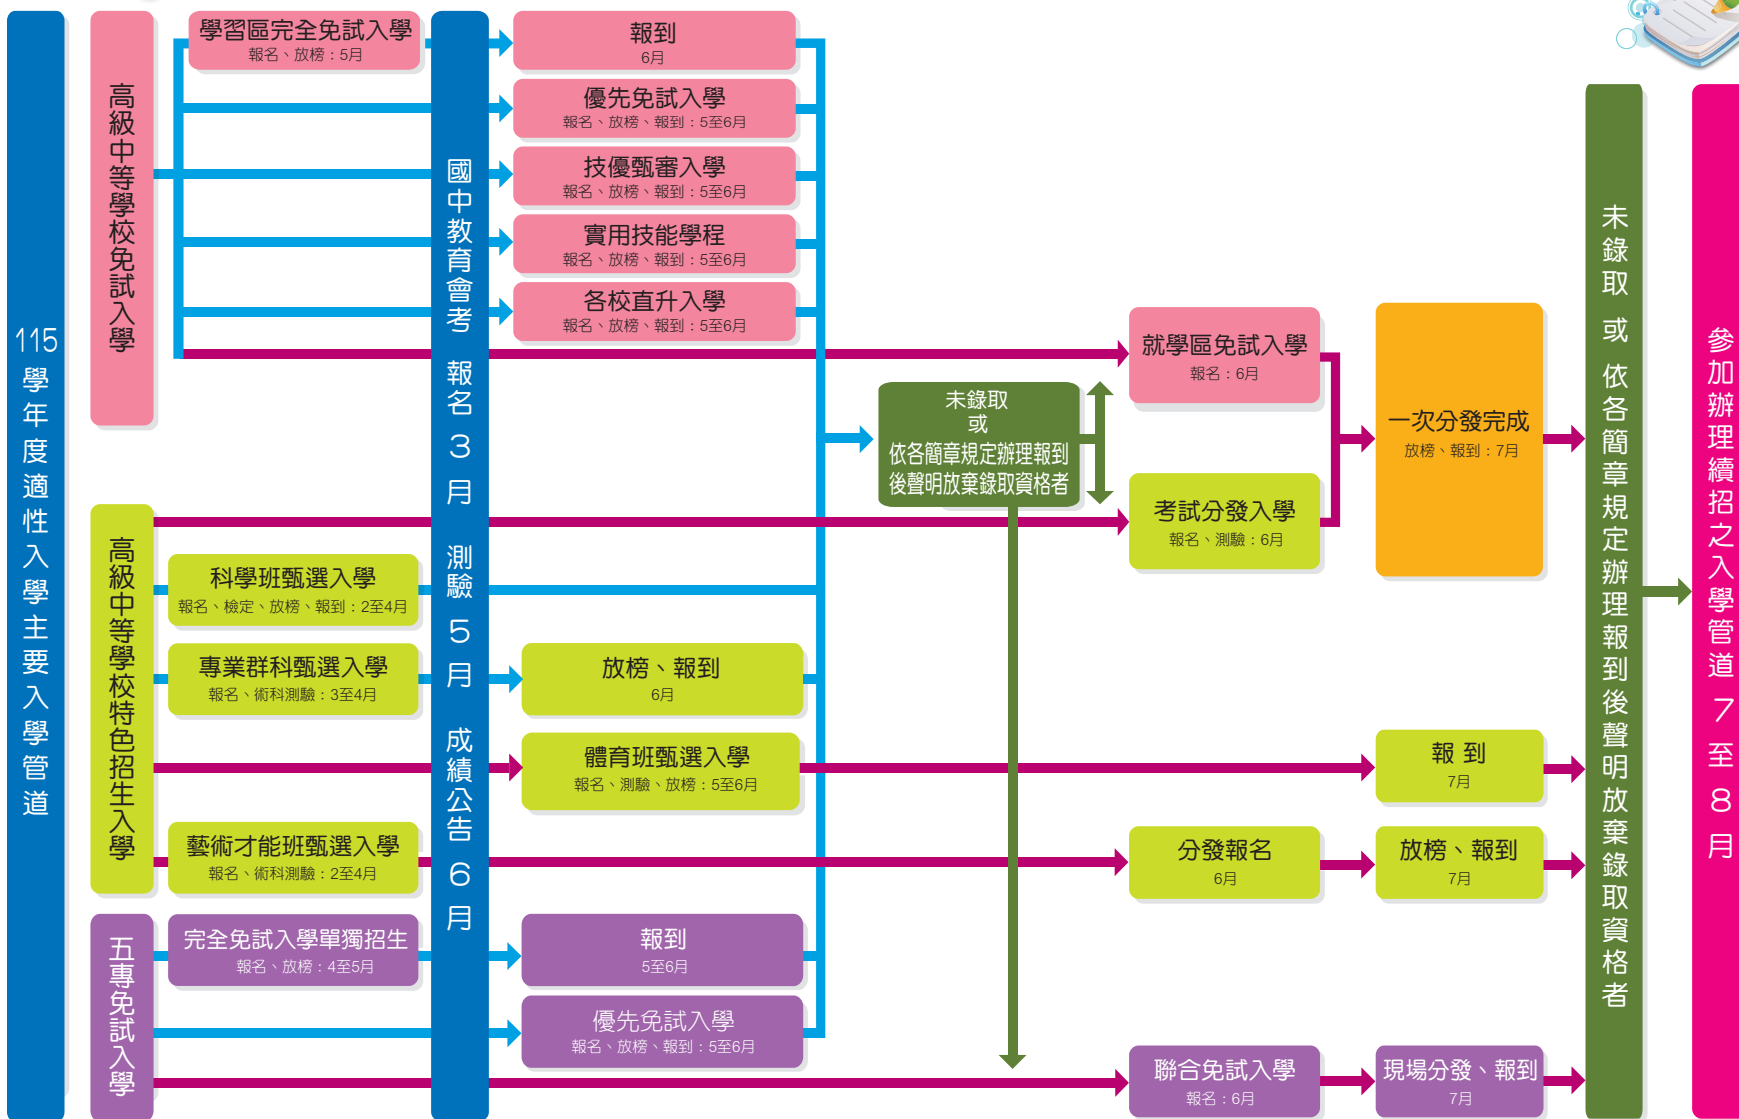 115學年度適性入學主要入學管道
高級中等學校免試入學
學習區完全免試入學
報名、放榜：5月
報到
6月
優先免試入學
報名、放榜、報到：5至6月
技優甄審入學
報名、放榜、報到：5至6月
實用技能學程
報名、放榜、報到：5至6月
各校直升入學
報名、放榜、報到：5至6月
國中教育會考 報名3月 測驗5月 成績公告6月
就學區免試入學
報名：6月
未錄取
或
依各簡章規定辦理報到
後聲明放棄錄取資格者
一次分發完成
放榜、報到：7月
高級中等學校特色招生入學
考試分發入學
報名、測驗：6月
科學班甄選入學
報名、檢定、放榜、報到：2至4月
專業群科甄選入學
報名、術科測驗：3至4月
放榜、報到
6月
體育班甄選入學
報名、測驗、放榜：5至6月
報到
7月
藝術才能班甄選入學
報名、術科測驗：2至4月
分發報名
6月
放榜、報到
7月
五專免試入學
完全免試入學單獨招生
報名、放榜：4至5月
報到
5至6月
優先免試入學
報名、放榜、報到：5至6月
聯合免試入學
報名：6月
現場分發、報到
7月
未錄取 或 依各簡章規定辦理報到後聲明放棄錄取資格者
參加辦理續招之入學管道 7至8月